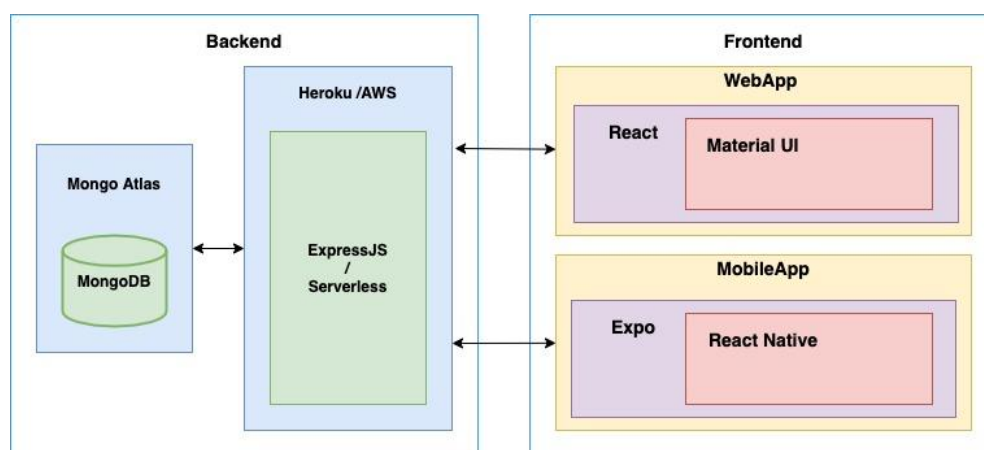 Backend
Heroku /AWS
Mongo Atlas
MongoDB
ExpressJS
/
Serverless
Frontend
WebApp
React
Material UI
MobileApp
Expo
React Native